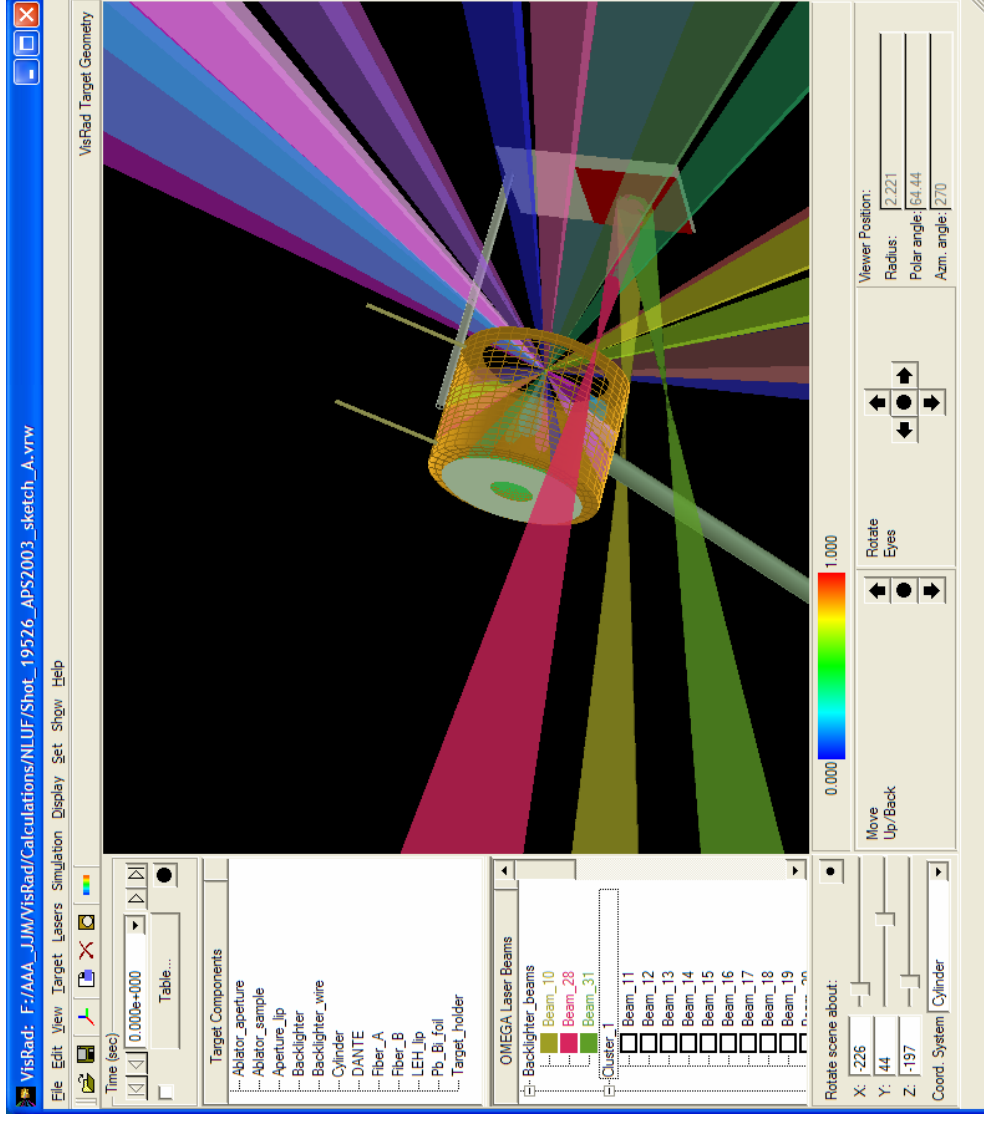 VisRad: F:/AAA_JJM/VisRad/Calculations/NLUF/Shot_19526_APS2003_sketch_A.vrw
File Edit View Target Lasers Simulation Display Set Show Help
Time (sec)
0.000e+000
Table...
VisRad Target Geometry
Target Components
Ablator_aperture
Ablator_sample
Aperture_lip
Backlighter
Backlighter_wire
Cylinder
DANTE
Fiber_A
Fiber_B
LEH_lip
Pb_Bi_foil
Target_holder
OMEGA Laser Beams
Backlighter_beams
Beam_10
Beam_28
Beam_31
Cluster_1
Beam_11
Beam_12
Beam_13
Beam_14
Beam_15
Beam_16
Beam_17
Beam_18
Beam_19
0.000 1.000
Rotate scene about:
X: -226
Y: 44
Z: -197
Coord. System Cylinder
Move
Up/Back
Rotate
Eyes
Viewer Position:
Radius: 2.221
Polar angle: 64.44
Azm. angle: 270